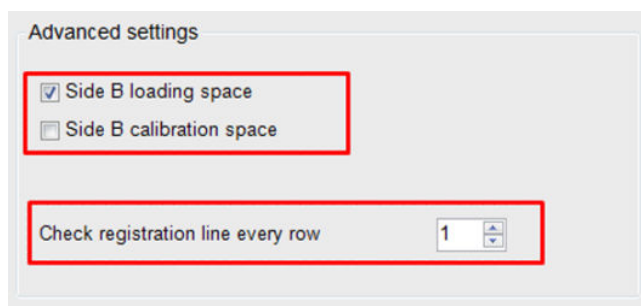 Advanced settings
Side B loading space
Side B calibration space
Check registration line every row 1